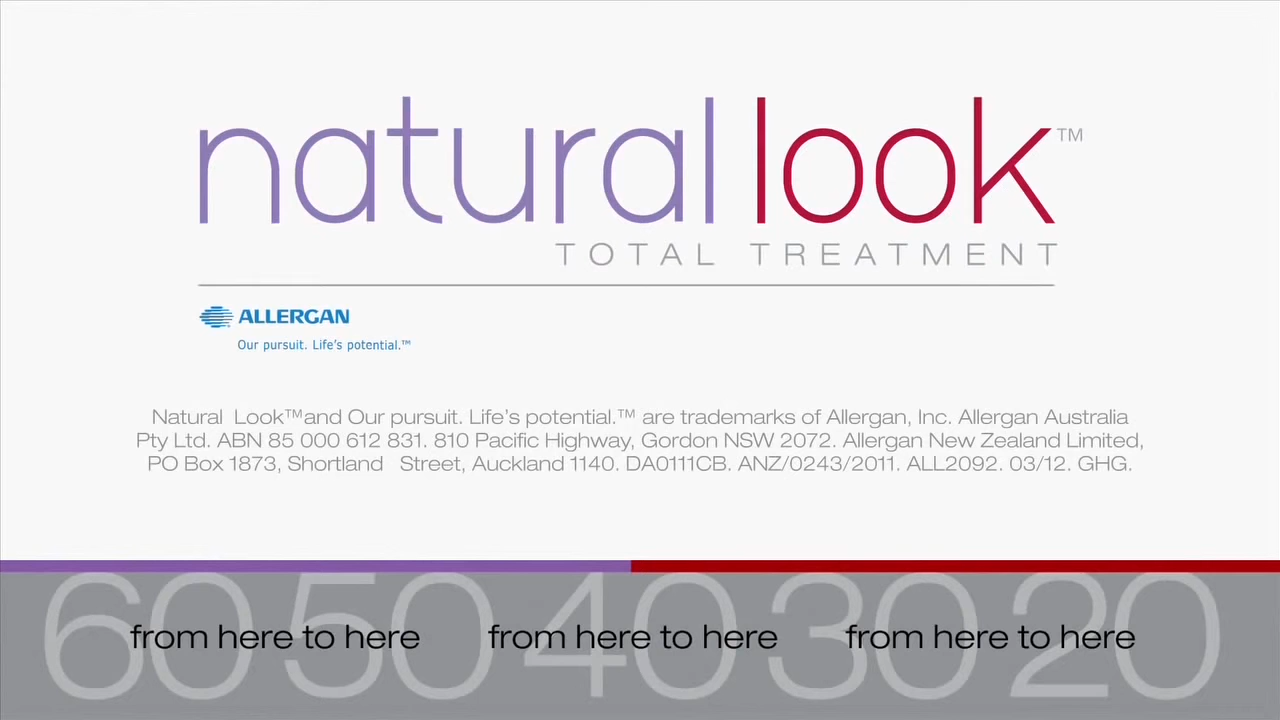 natural look™
TOTAL TREATMENT
ALLERGAN
Our pursuit. Life's potential.™
Natural Look™and Our pursuit. Life's potential.™ are trademarks of Allergan, Inc. Allergan Australia
Pty Ltd. ABN 85 000 612 831. 810 Pacific Highway, Gordon NSW 2072. Allergan New Zealand Limited,
PO Box 1873, Shortland Street, Auckland 1140. DA0111CB. ANZ/0243/2011. ALL2092. 03/12. GHG.
60 50 40 30 20
from here to here from here to here from here to here